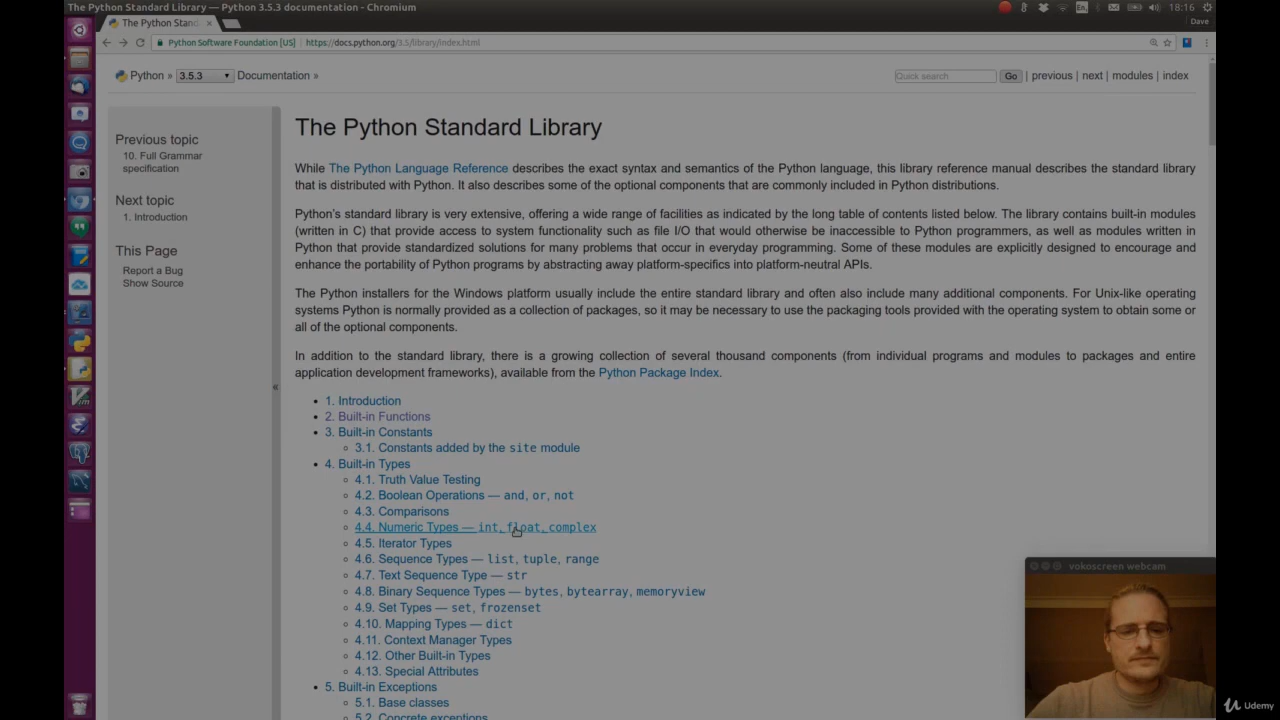 The Python Standard Library — Python 3.5.3 documentation - Chromium
En
18:16
The Python Stand
Dave
Python Software Foundation [US]
https://docs.python.org/3.5/library/index.html
Python »
3.5.3
Documentation »
Quick search
Go
| previous | next | modules | index
Previous topic
10. Full Grammar
specification
Next topic
1. Introduction
This Page
Report a Bug
Show Source
«
The Python Standard Library
While The Python Language Reference describes the exact syntax and semantics of the Python language, this library reference manual describes the standard library
that is distributed with Python. It also describes some of the optional components that are commonly included in Python distributions.
Python’s standard library is very extensive, offering a wide range of facilities as indicated by the long table of contents listed below. The library contains built-in modules
(written in C) that provide access to system functionality such as file I/O that would otherwise be inaccessible to Python programmers, as well as modules written in
Python that provide standardized solutions for many problems that occur in everyday programming. Some of these modules are explicitly designed to encourage and
enhance the portability of Python programs by abstracting away platform-specifics into platform-neutral APIs.
The Python installers for the Windows platform usually include the entire standard library and often also include many additional components. For Unix-like operating
systems Python is normally provided as a collection of packages, so it may be necessary to use the packaging tools provided with the operating system to obtain some or
all of the optional components.
In addition to the standard library, there is a growing collection of several thousand components (from individual programs and modules to packages and entire
application development frameworks), available from the Python Package Index.
1. Introduction
2. Built-in Functions
3. Built-in Constants
3.1. Constants added by the site module
4. Built-in Types
4.1. Truth Value Testing
4.2. Boolean Operations — and, or, not
4.3. Comparisons
4.4. Numeric Types — int, float, complex
4.5. Iterator Types
4.6. Sequence Types — list, tuple, range
4.7. Text Sequence Type — str
4.8. Binary Sequence Types — bytes, bytearray, memoryview
4.9. Set Types — set, frozenset
4.10. Mapping Types — dict
4.11. Context Manager Types
4.12. Other Built-in Types
4.13. Special Attributes
5. Built-in Exceptions
5.1. Base classes
5.2. Concrete exceptions
vokoscreen webcam
Udemy